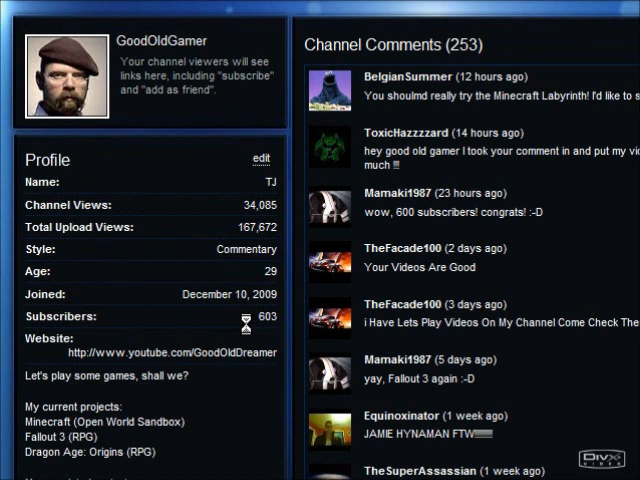 GoodOldGamer
Your channel viewers will see
links here, including "subscribe"
and "add as friend".
Profile
edit
Name: TJ
Channel Views: 34,085
Total Upload Views: 167,672
Style: Commentary
Age: 29
Joined: December 10, 2009
Subscribers: 603
Website:
http://www.youtube.com/GoodOldDreamer
Let's play some games, shall we?
My current projects:
Minecraft (Open World Sandbox)
Fallout 3 (RPG)
Dragon Age: Origins (RPG)
Channel Comments (253)
BelgianSummer (12 hours ago)
You shoulmd really try the Minecraft Labyrinth! I'd like to s
ToxicHazzzzard (14 hours ago)
hey good old gamer I took your comment in and put my vi
much !!!
Mamaki1987 (23 hours ago)
wow, 600 subscribers! congrats! :-D
TheFacade100 (2 days ago)
Your Videos Are Good
TheFacade100 (3 days ago)
i Have Lets Play Videos On My Channel Come Check The
Mamaki1987 (5 days ago)
yay, Fallout 3 again :-D
Equinoxinator (1 week ago)
JAMIE HYNAMAN FTW
TheSuperAssassian (1 week ago)
DivX
VIDEO